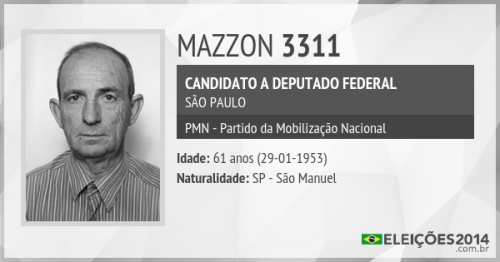 MAZZON 3311
CANDIDATO A DEPUTADO FEDERAL
SÃO PAULO
PMN - Partido da Mobilização Nacional
Idade: 61 anos (29-01-1953)
Naturalidade: SP - São Manuel
ELEIÇÕES2014
.com.br